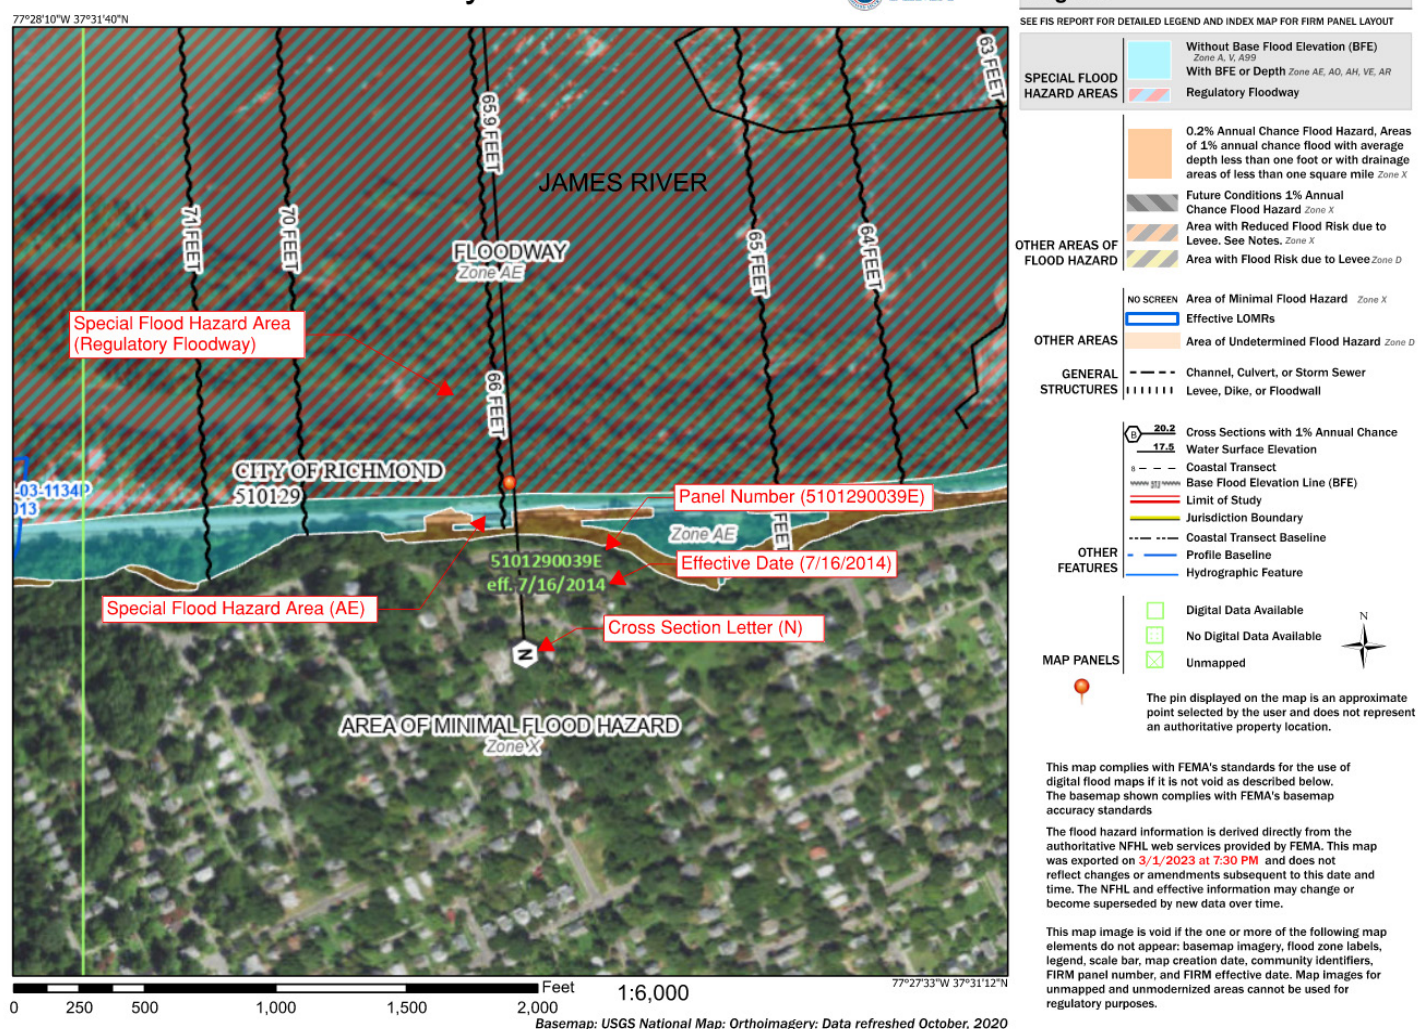 77°28'10"W 37°31'40"N
SEE FIS REPORT FOR DETAILED LEGEND AND INDEX MAP FOR FIRM PANEL LAYOUT
63 FEET
65.9 FEET
JAMES RIVER
71 FEET
70 FEET
65 FEET
64 FEET
FLOODWAY
Zone AE
Special Flood Hazard Area
(Regulatory Floodway)
66 FEET
CITY OF RICHMOND
510129
-03-1134P
013
Panel Number (5101290039E)
Zone AE
FEET
5101290039E
eff. 7/16/2014
Effective Date (7/16/2014)
Special Flood Hazard Area (AE)
Cross Section Letter (N)
N
AREA OF MINIMAL FLOOD HAZARD
Zone X
77°27'33"W 37°31'12"N
0 250 500 1,000 1,500 2,000
Feet
1:6,000
Basemap: USGS National Map: Orthoimagery: Data refreshed October, 2020
SPECIAL FLOOD
HAZARD AREAS
Without Base Flood Elevation (BFE)
Zone A, V, A99
With BFE or Depth Zone AE, AO, AH, VE, AR
Regulatory Floodway
OTHER AREAS OF
FLOOD HAZARD
0.2% Annual Chance Flood Hazard, Areas
of 1% annual chance flood with average
depth less than one foot or with drainage
areas of less than one square mile Zone X
Future Conditions 1% Annual
Chance Flood Hazard Zone X
Area with Reduced Flood Risk due to
Levee. See Notes. Zone X
Area with Flood Risk due to Levee Zone D
OTHER AREAS
NO SCREEN Area of Minimal Flood Hazard Zone X
Effective LOMRs
Area of Undetermined Flood Hazard Zone D
GENERAL
STRUCTURES
Channel, Culvert, or Storm Sewer
Levee, Dike, or Floodwall
OTHER
FEATURES
B 20.2 Cross Sections with 1% Annual Chance
17.5 Water Surface Elevation
8 Coastal Transect
513 Base Flood Elevation Line (BFE)
Limit of Study
Jurisdiction Boundary
Coastal Transect Baseline
Profile Baseline
Hydrographic Feature
MAP PANELS
Digital Data Available
No Digital Data Available
Unmapped
N
The pin displayed on the map is an approximate
point selected by the user and does not represent
an authoritative property location.
This map complies with FEMA's standards for the use of
digital flood maps if it is not void as described below.
The basemap shown complies with FEMA's basemap
accuracy standards
The flood hazard information is derived directly from the
authoritative NFHL web services provided by FEMA. This map
was exported on 3/1/2023 at 7:30 PM and does not
reflect changes or amendments subsequent to this date and
time. The NFHL and effective information may change or
become superseded by new data over time.
This map image is void if the one or more of the following map
elements do not appear: basemap imagery, flood zone labels,
legend, scale bar, map creation date, community identifiers,
FIRM panel number, and FIRM effective date. Map images for
unmapped and unmodernized areas cannot be used for
regulatory purposes.